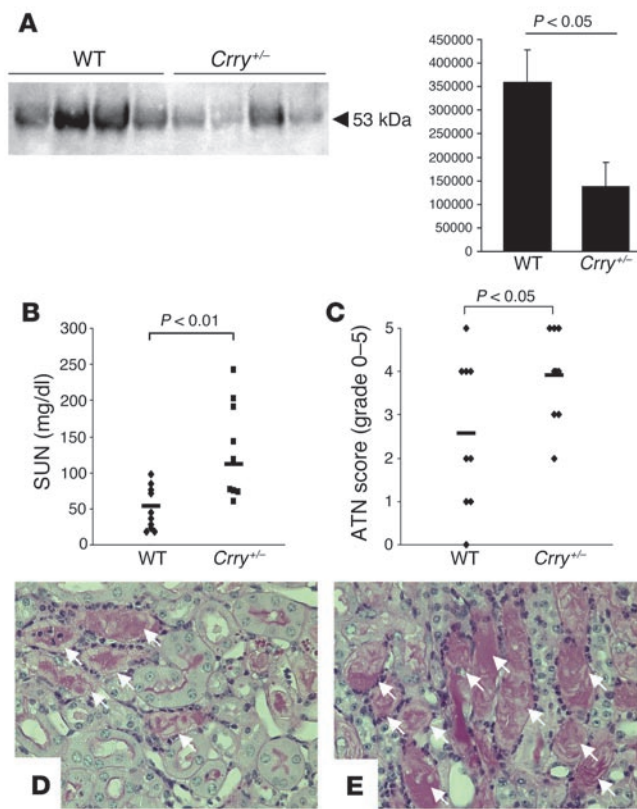 A
WT
Crry+/–
53 kDa
P < 0.05
450000
400000
350000
300000
250000
200000
150000
100000
50000
0
WT
Crry+/–
B
P < 0.01
SUN (mg/dl)
300
250
200
150
100
50
0
WT
Crry+/–
C
P < 0.05
ATN score (grade 0–5)
5
4
3
2
1
0
WT
Crry+/–
D
E